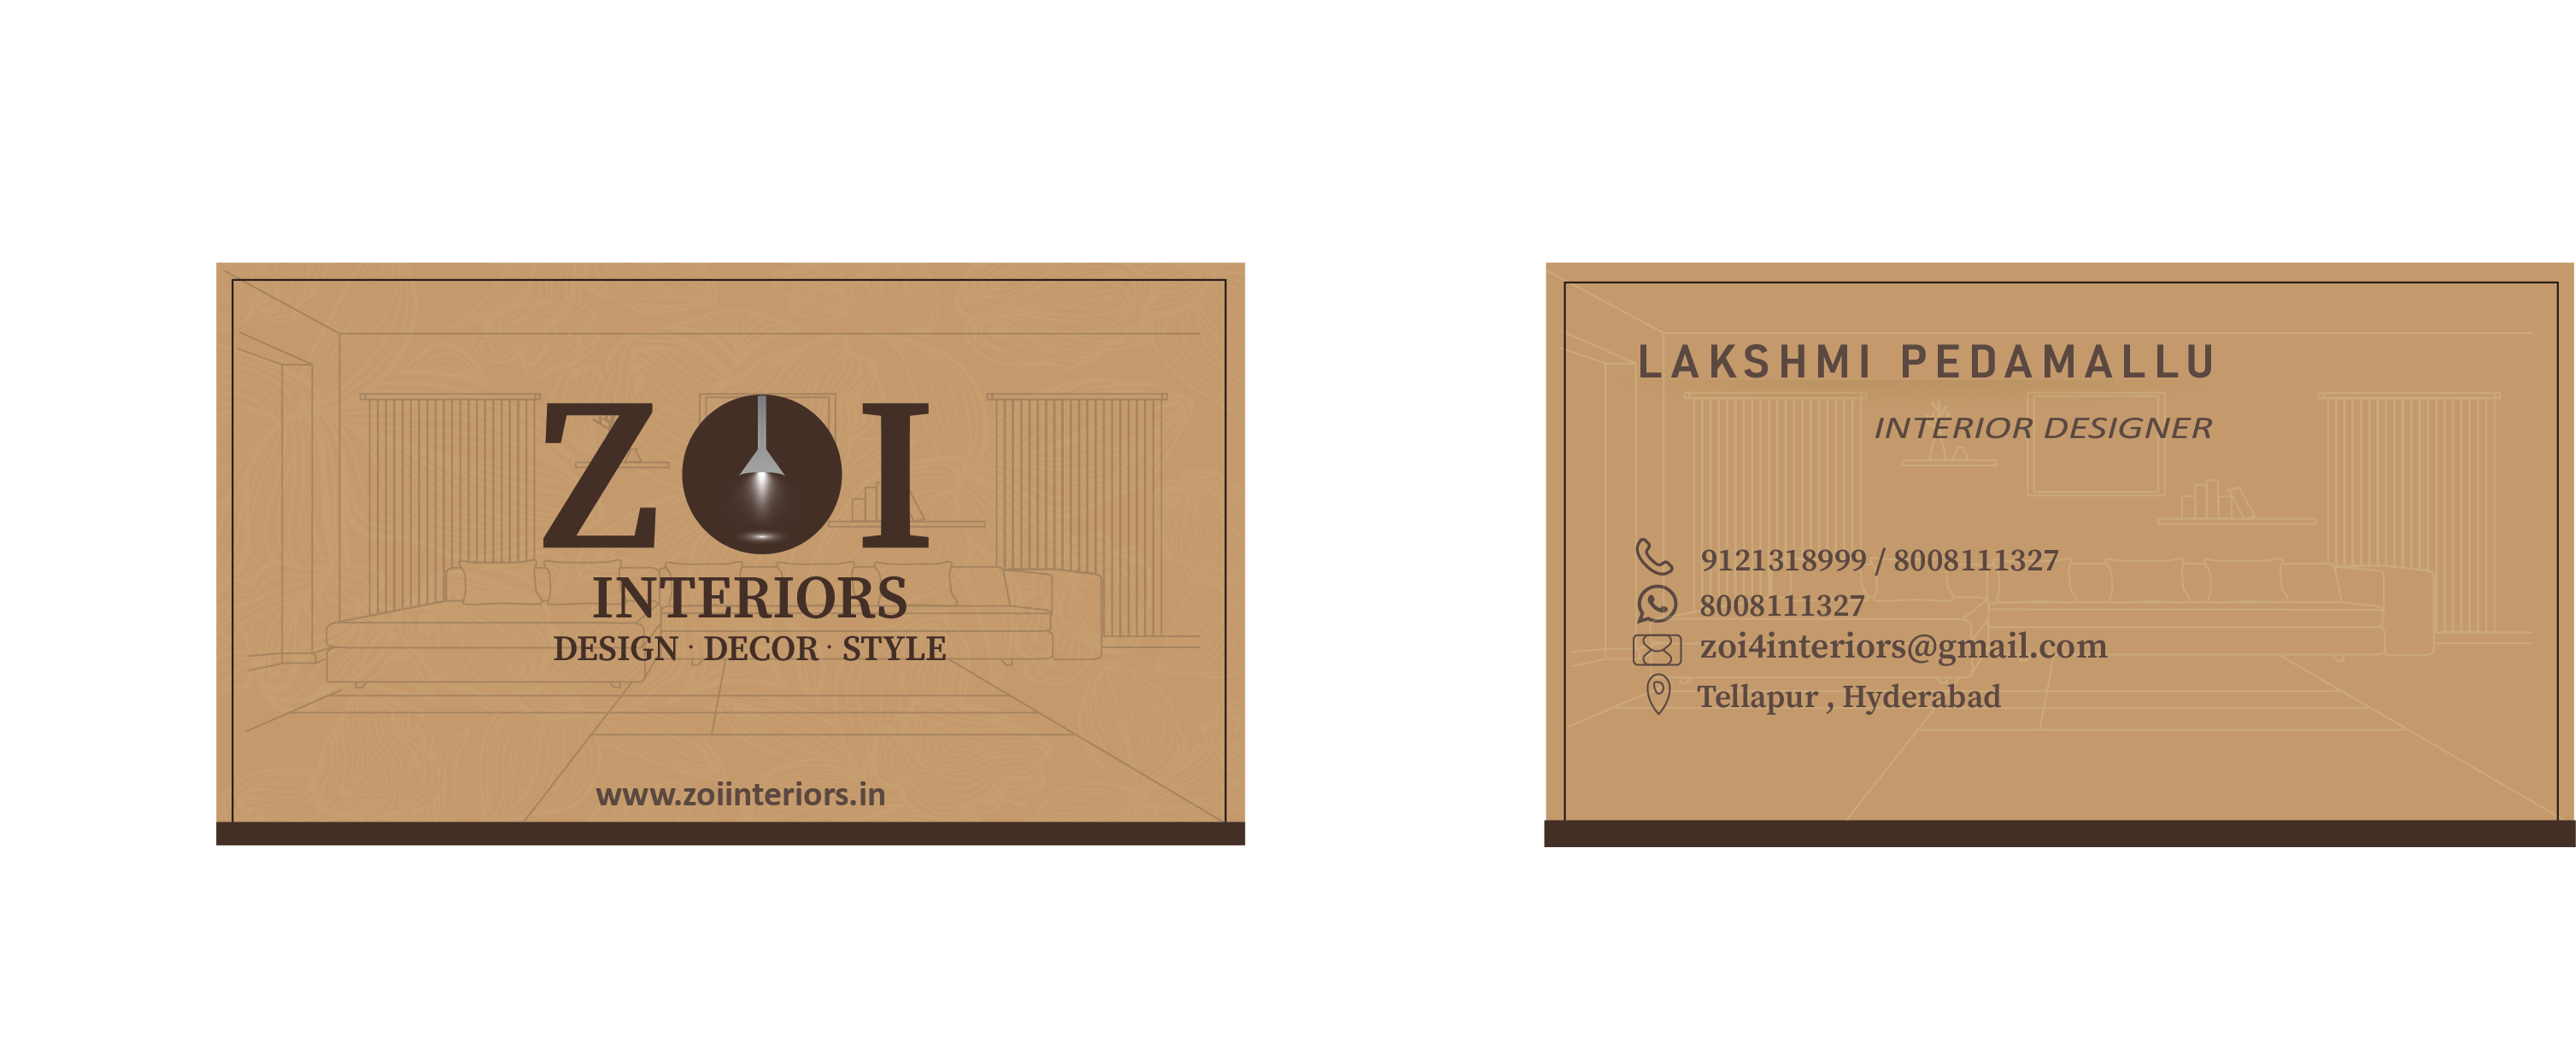 ZOI
INTERIORS
DESIGN · DECOR · STYLE
www.zoiinteriors.in
LAKSHMI PEDAMALLU
INTERIOR DESIGNER
9121318999 / 8008111327
8008111327
zoi4interiors@gmail.com
Tellapur , Hyderabad